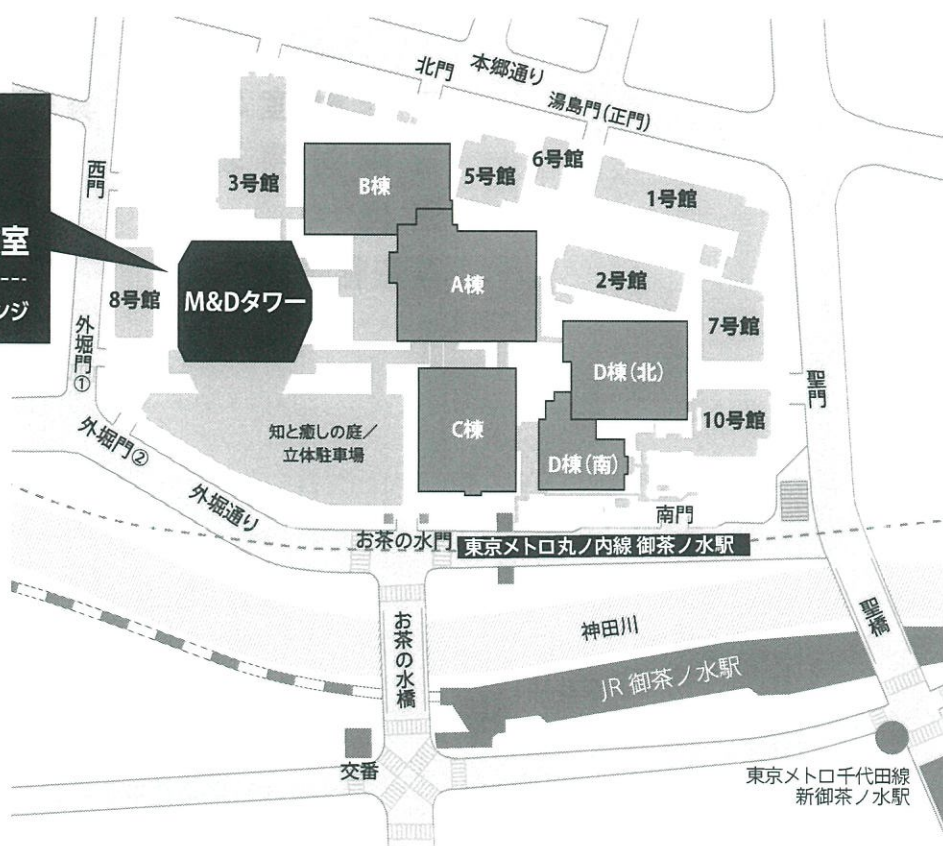 北門
本郷通り
湯島門(正門)
西門
3号館
B棟
5号館
6号館
1号館
室
ンジ
8号館
M&Dタワー
A棟
2号館
7号館
外堀門①
D棟(北)
聖門
外堀門②
知と癒しの庭/
立体駐車場
C棟
D棟(南)
10号館
外堀通り
南門
お茶の水門
東京メトロ丸ノ内線 御茶ノ水駅
お茶の水橋
神田川
聖橋
JR 御茶ノ水駅
交番
東京メトロ千代田線
新御茶ノ水駅